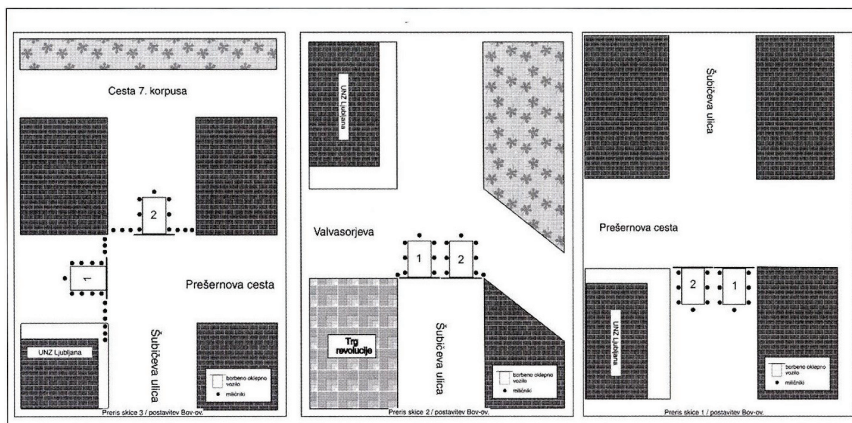 Cesta 7. korpusa
2
1
Prešernova cesta
UNZ Ljubljana
Šubičeva ulica
borbeno oklepno
vozilo
miličniki
Preris skice 3 / postavitev Bov-ov.
UNZ Ljubljana
Valvasorjeva
1
2
Trg
revolucije
Šubičeva ulica
borbeno oklepno
vozilo
miličniki
Preris skice 2 / postavitev Bov-ov.
Šubičeva ulica
Prešernova cesta
2
1
UNZ Ljubljana
borbeno oklepno
vozilo
miličniki
Preris skice 1 / postavitev Bov-ov.